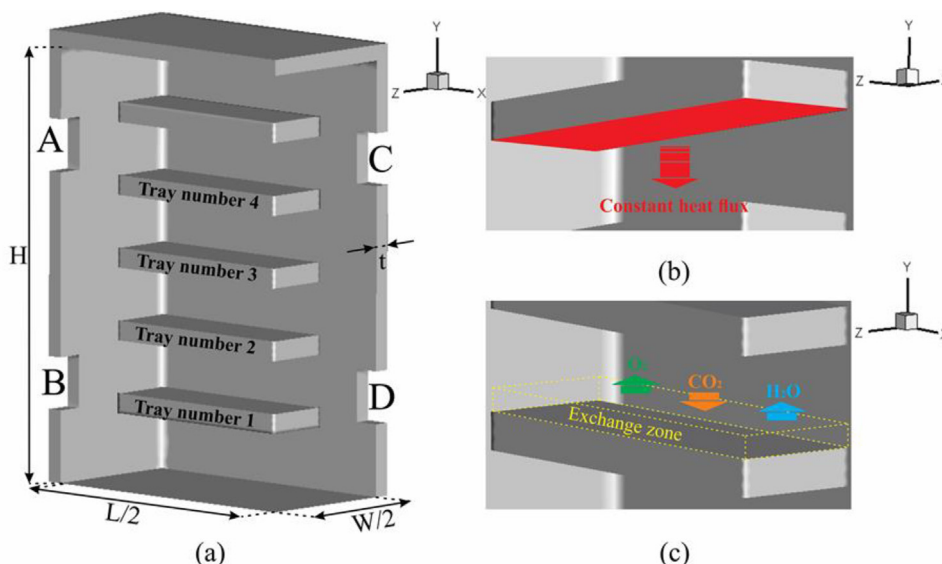 Y
Z
X
A
C
Tray number 4
H
Tray number 3
t
Tray number 2
B
D
Tray number 1
L/2
W/2
(a)
Y
Z
Constant heat flux
(b)
Y
Z
O₂
CO₂
H₂O
Exchange zone
(c)